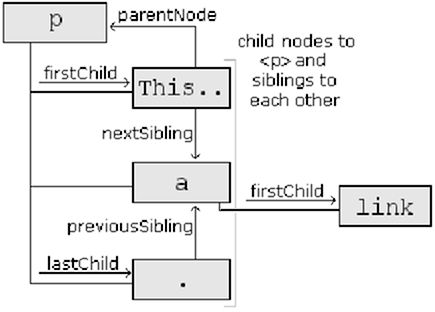 p
parentNode
child nodes to
<p> and
siblings to
each other
firstChild
This..
nextSibling
a
firstChild
link
previousSibling
lastChild
.